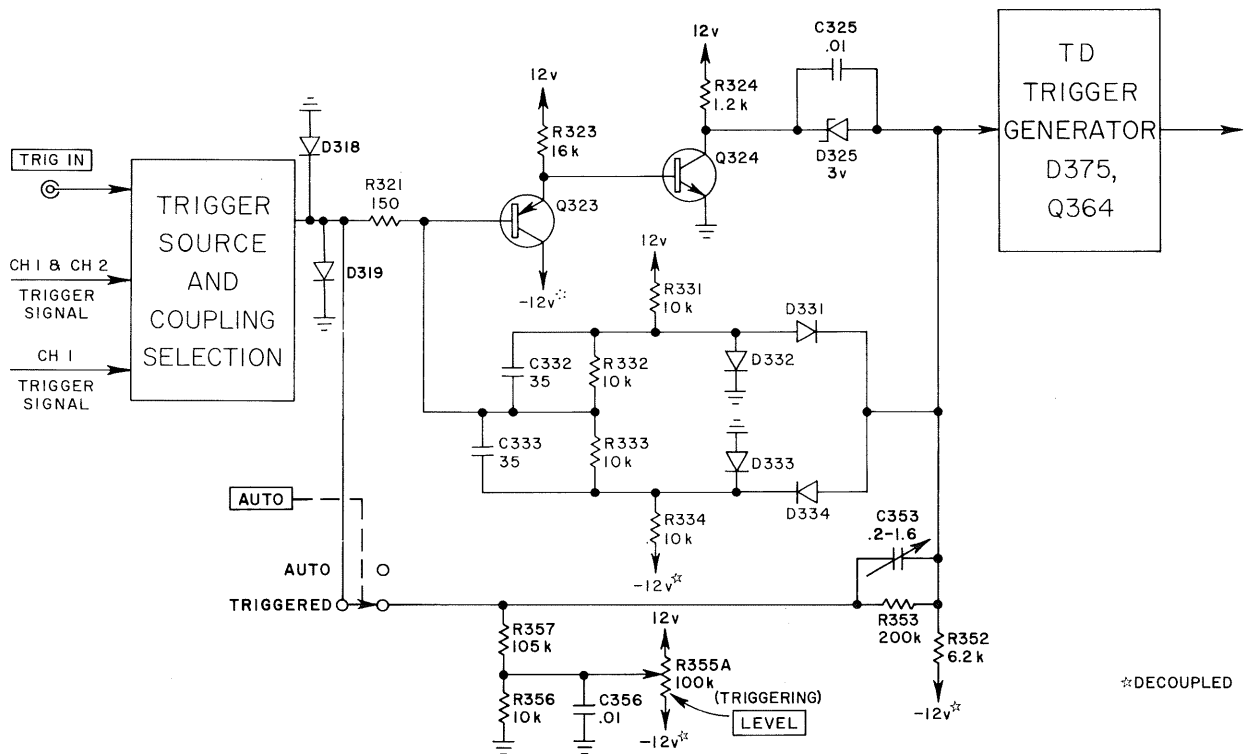 12v
C325
.01
TD
TRIGGER
GENERATOR
D375,
Q364
12v
R324
1.2k
R323
16k
D325
3v
Q324
D318
TRIG IN
R321
150
Q323
TRIGGER
SOURCE
AND
COUPLING
SELECTION
D319
CH 1 & CH 2
TRIGGER
SIGNAL
-12v☆
12v
R331
10k
D331
CH 1
TRIGGER
SIGNAL
C332
35
R332
10k
D332
C333
35
R333
10k
D333
D334
AUTO
R334
10k
C353
.2-1.6
-12v☆
AUTO
TRIGGERED
R353
200k
R352
6.2k
12v
R357
105k
R355A
100k
(TRIGGERING)
LEVEL
R356
10k
C356
.01
-12v☆
-12v☆
☆DECOUPLED